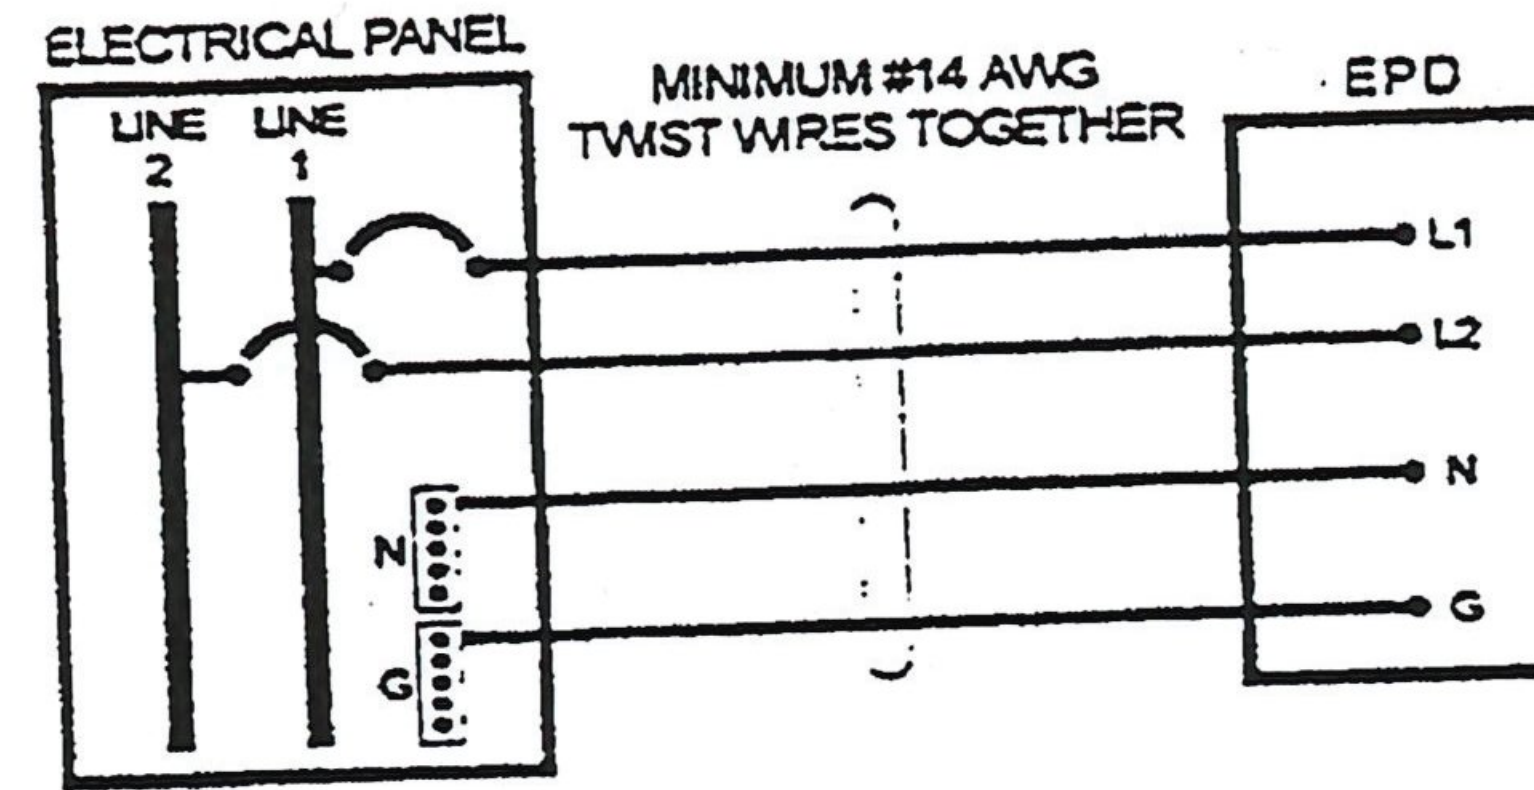 ELECTRICAL PANEL
MINIMUM #14 AWG
TWIST WIRES TOGETHER
EPD
LINE LINE
2 1
L1
L2
N
G
N
G